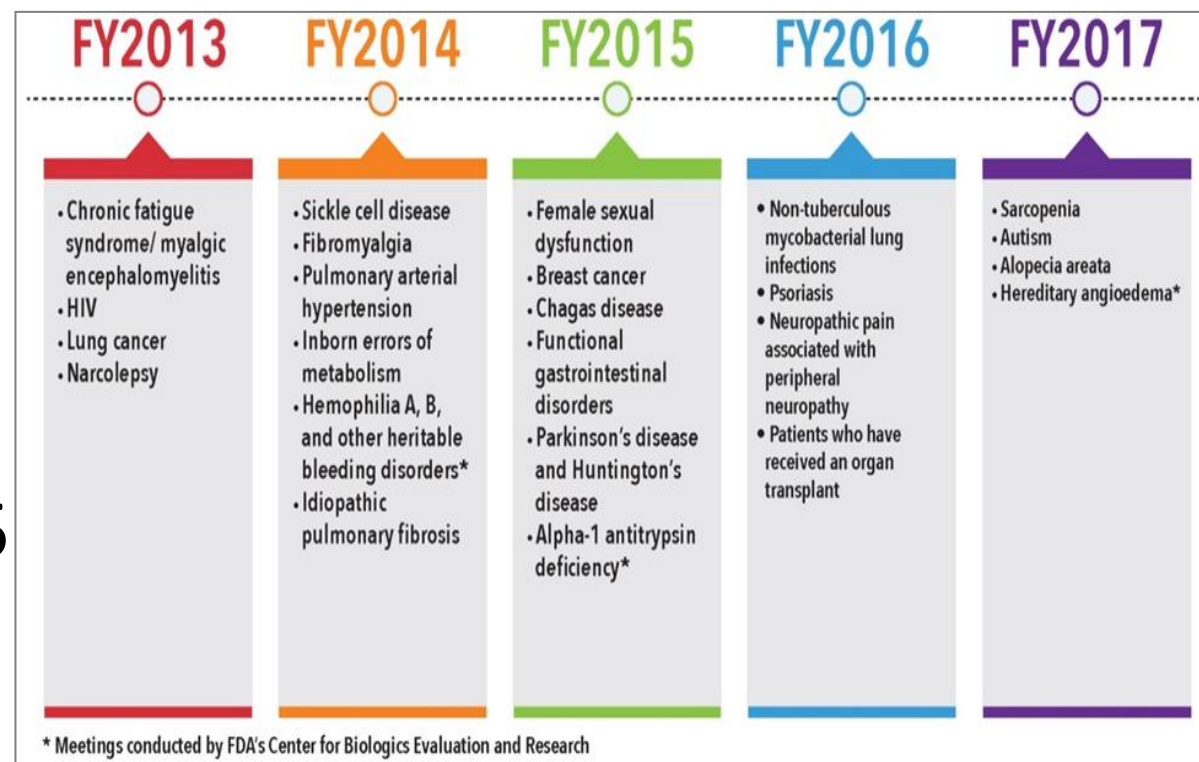 FY2013
FY2014
FY2015
FY2016
FY2017
• Chronic fatigue
syndrome/ myalgic
encephalomyelitis
• HIV
• Lung cancer
• Narcolepsy
• Sickle cell disease
• Fibromyalgia
• Pulmonary arterial
hypertension
• Inborn errors of
metabolism
• Hemophilia A, B,
and other heritable
bleeding disorders*
• Idiopathic
pulmonary fibrosis
• Female sexual
dysfunction
• Breast cancer
• Chagas disease
• Functional
gastrointestinal
disorders
• Parkinson's disease
and Huntington's
disease
• Alpha-1 antitrypsin
deficiency*
• Non-tuberculous
mycobacterial lung
infections
• Psoriasis
• Neuropathic pain
associated with
peripheral
neuropathy
• Patients who have
received an organ
transplant
• Sarcopenia
• Autism
• Alopecia areata
• Hereditary angioedema*
* Meetings conducted by FDA's Center for Biologics Evaluation and Research